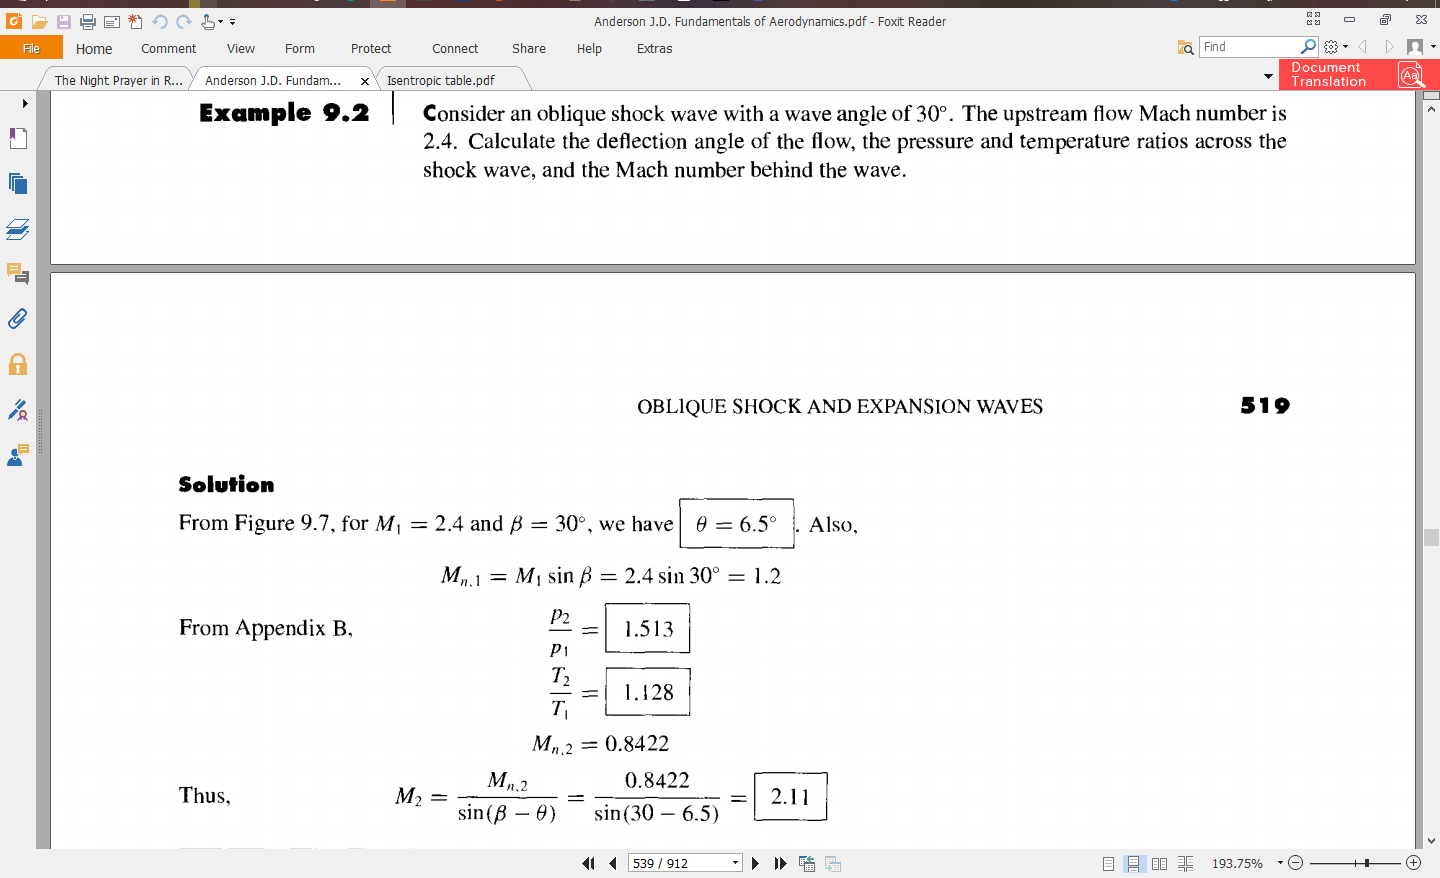 Anderson J.D. Fundamentals of Aerodynamics.pdf - Foxit Reader
File Home Comment View Form Protect Connect Share Help Extras Find
The Night Prayer in R... Anderson J.D. Fundam... x Isentropic table.pdf
Document Translation
Example 9.2 Consider an oblique shock wave with a wave angle of 30°. The upstream flow Mach number is
2.4. Calculate the deflection angle of the flow, the pressure and temperature ratios across the
shock wave, and the Mach number behind the wave.
OBLIQUE SHOCK AND EXPANSION WAVES 519
Solution
From Figure 9.7, for M₁ = 2.4 and β = 30°, we have θ = 6.5° . Also,
Mₙ,₁ = M₁ sin β = 2.4 sin 30° = 1.2
From Appendix B, p₂/p₁ = 1.513
T₂/T₁ = 1.128
Mₙ,₂ = 0.8422
Thus, M₂ = Mₙ,₂/sin(β − θ) = 0.8422/sin(30 − 6.5) = 2.11
539 / 912 193.75%